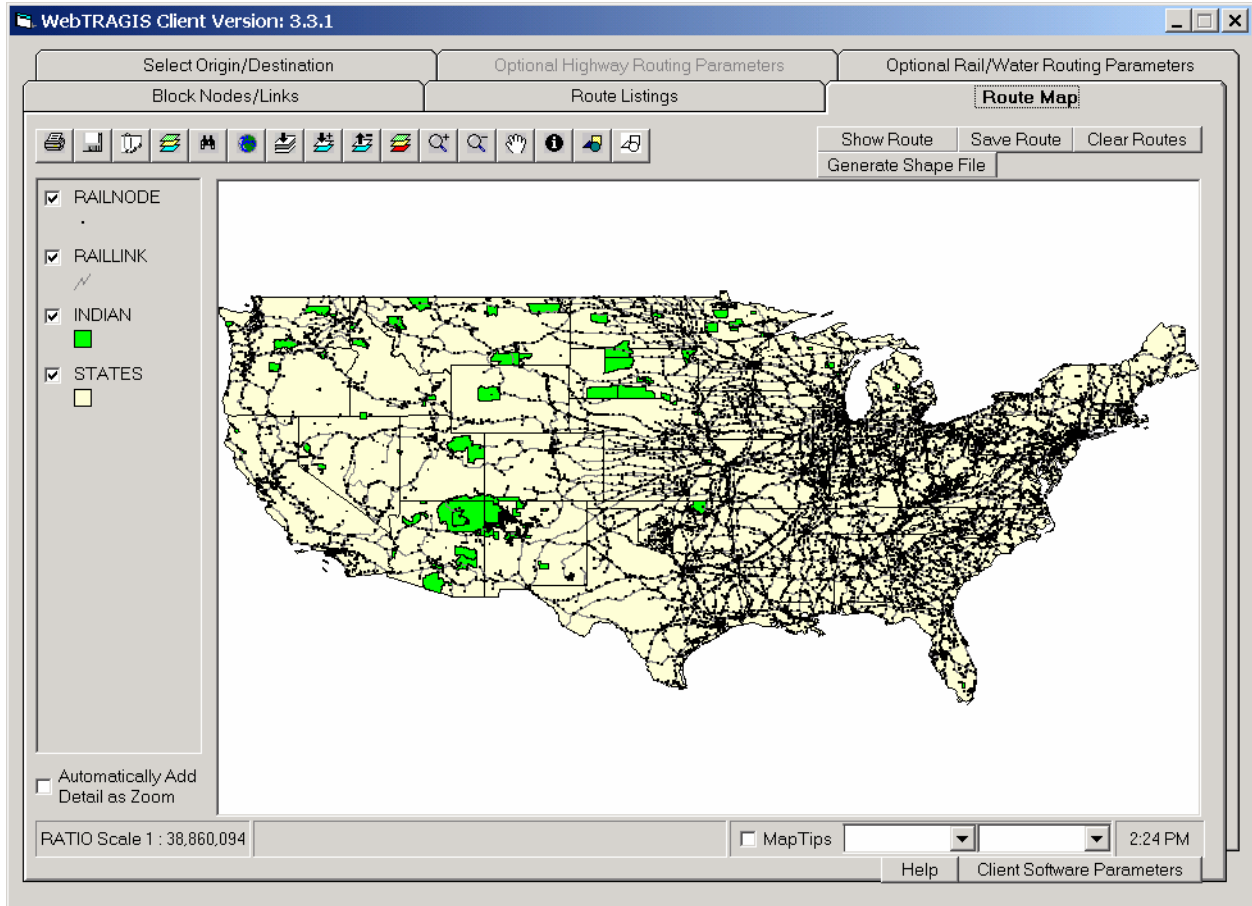 WebTRAGIS Client Version: 3.3.1
Select Origin/Destination
Optional Highway Routing Parameters
Optional Rail/Water Routing Parameters
Block Nodes/Links
Route Listings
Route Map
Show Route
Save Route
Clear Routes
Generate Shape File
RAILNODE
RAILLINK
INDIAN
STATES
Automatically Add
Detail as Zoom
RATIO Scale 1 : 38,860,094
MapTips
2:24 PM
Help
Client Software Parameters